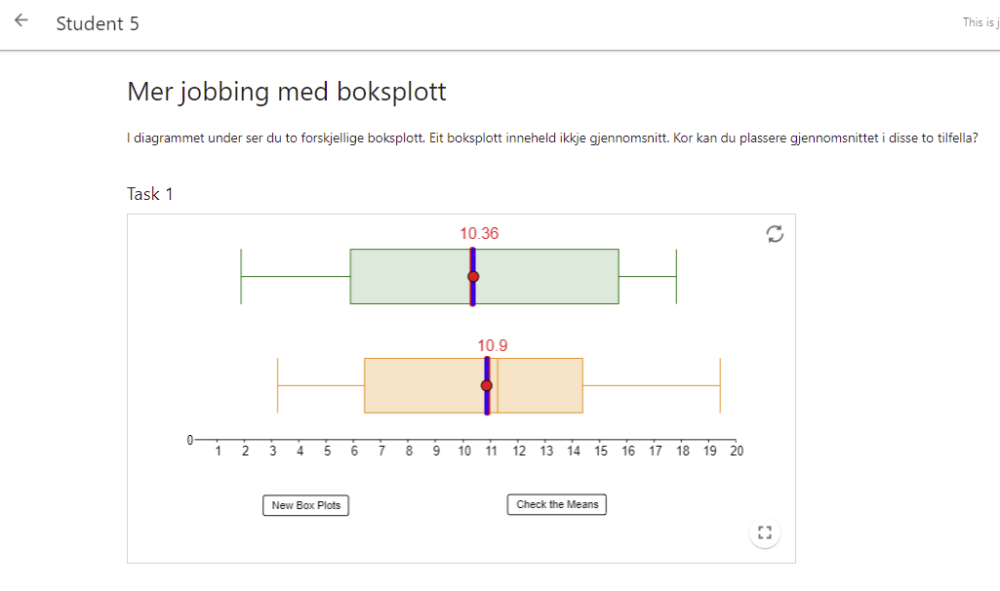 Student 5
This is j
Mer jobbing med boksplott
I diagrammet under ser du to forskjellige boksplott. Eit boksplott inneheld ikkje gjennomsnitt. Kor kan du plassere gjennomsnittet i disse to tilfella?
Task 1
10.36
10.9
0 1 2 3 4 5 6 7 8 9 10 11 12 13 14 15 16 17 18 19 20
New Box Plots Check the Means